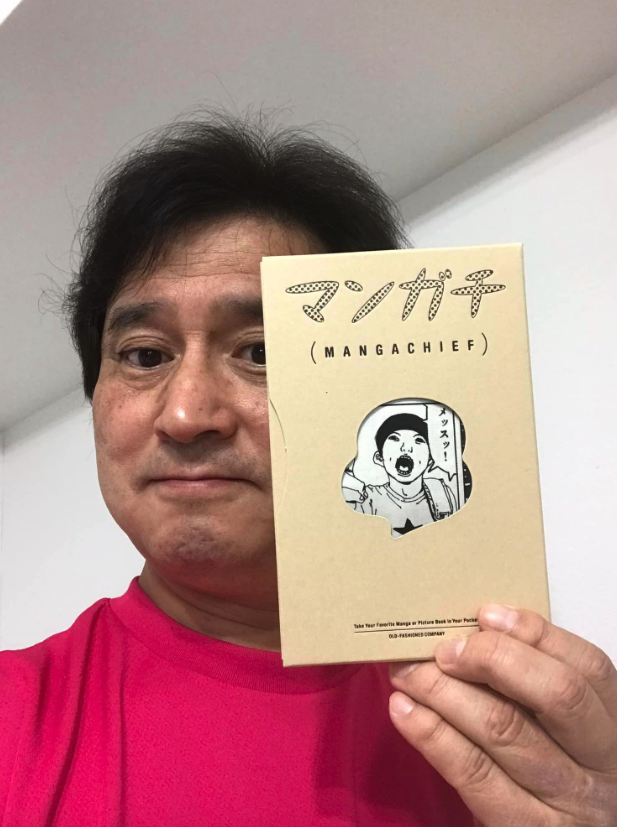 マンガチ
(MANGACHIEF)
メッスッ!
Take Your Favorite Manga or Picture Book in Your Pocket
OLD-FASHIONED COMPANY